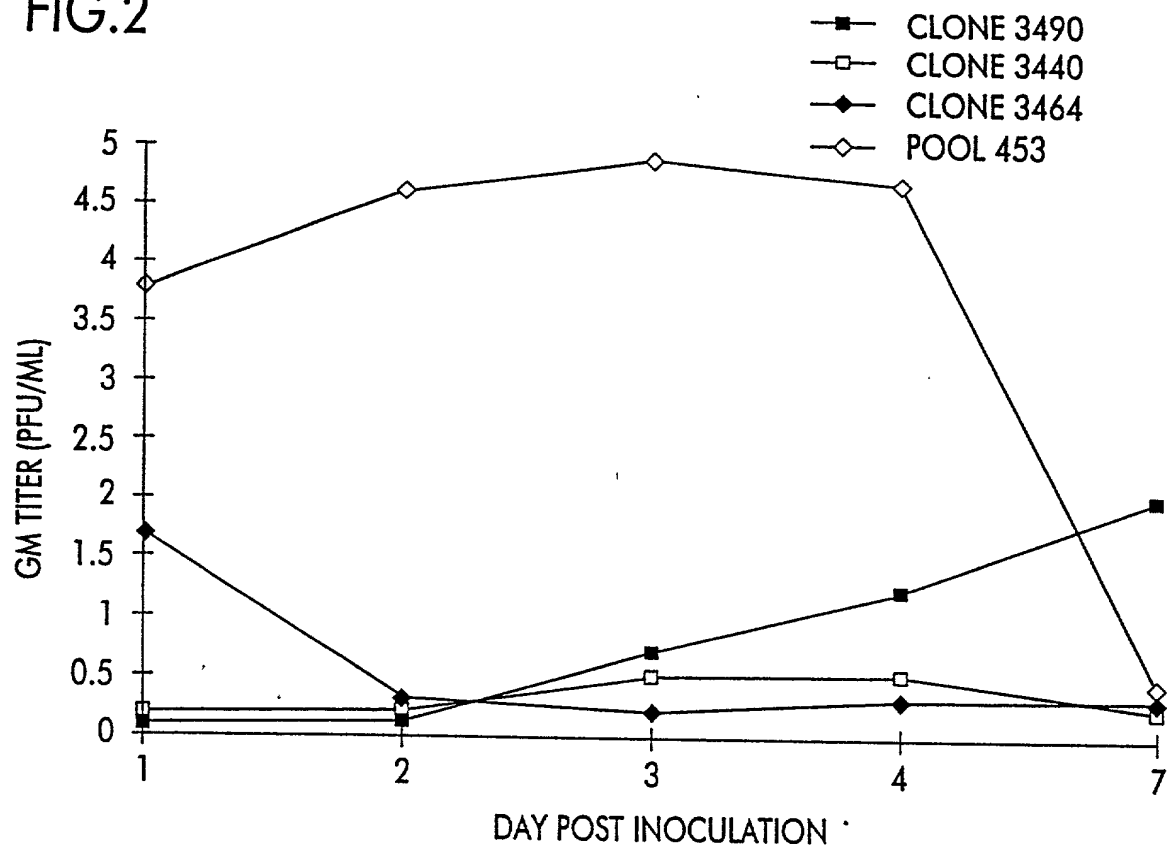 FIG.2
CLONE 3490
CLONE 3440
CLONE 3464
POOL 453
5
4.5
4
3.5
3
2.5
2
1.5
1
0.5
0
GM TITER (PFU/ML)
1 2 3 4 7
DAY POST INOCULATION